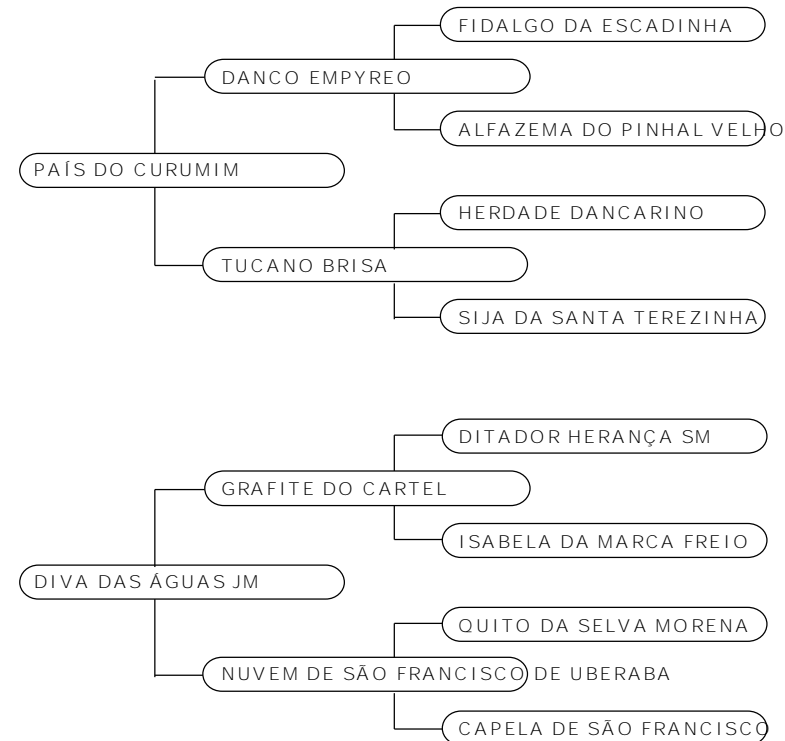 FIDALGO DA ESCADINHA
DANCO EMPYREO
ALFAZEMA DO PINHAL VELHO
PAÍS DO CURUMIM
HERDADE DANCARINO
TUCANO BRISA
SIJA DA SANTA TEREZINHA
DITADOR HERANÇA SM
GRAFITE DO CARTEL
ISABELA DA MARCA FREIO
DIVA DAS ÁGUAS JM
QUITO DA SELVA MORENA
NUVEM DE SÃO FRANCISCO DE UBERABA
CAPELA DE SÃO FRANCISCO